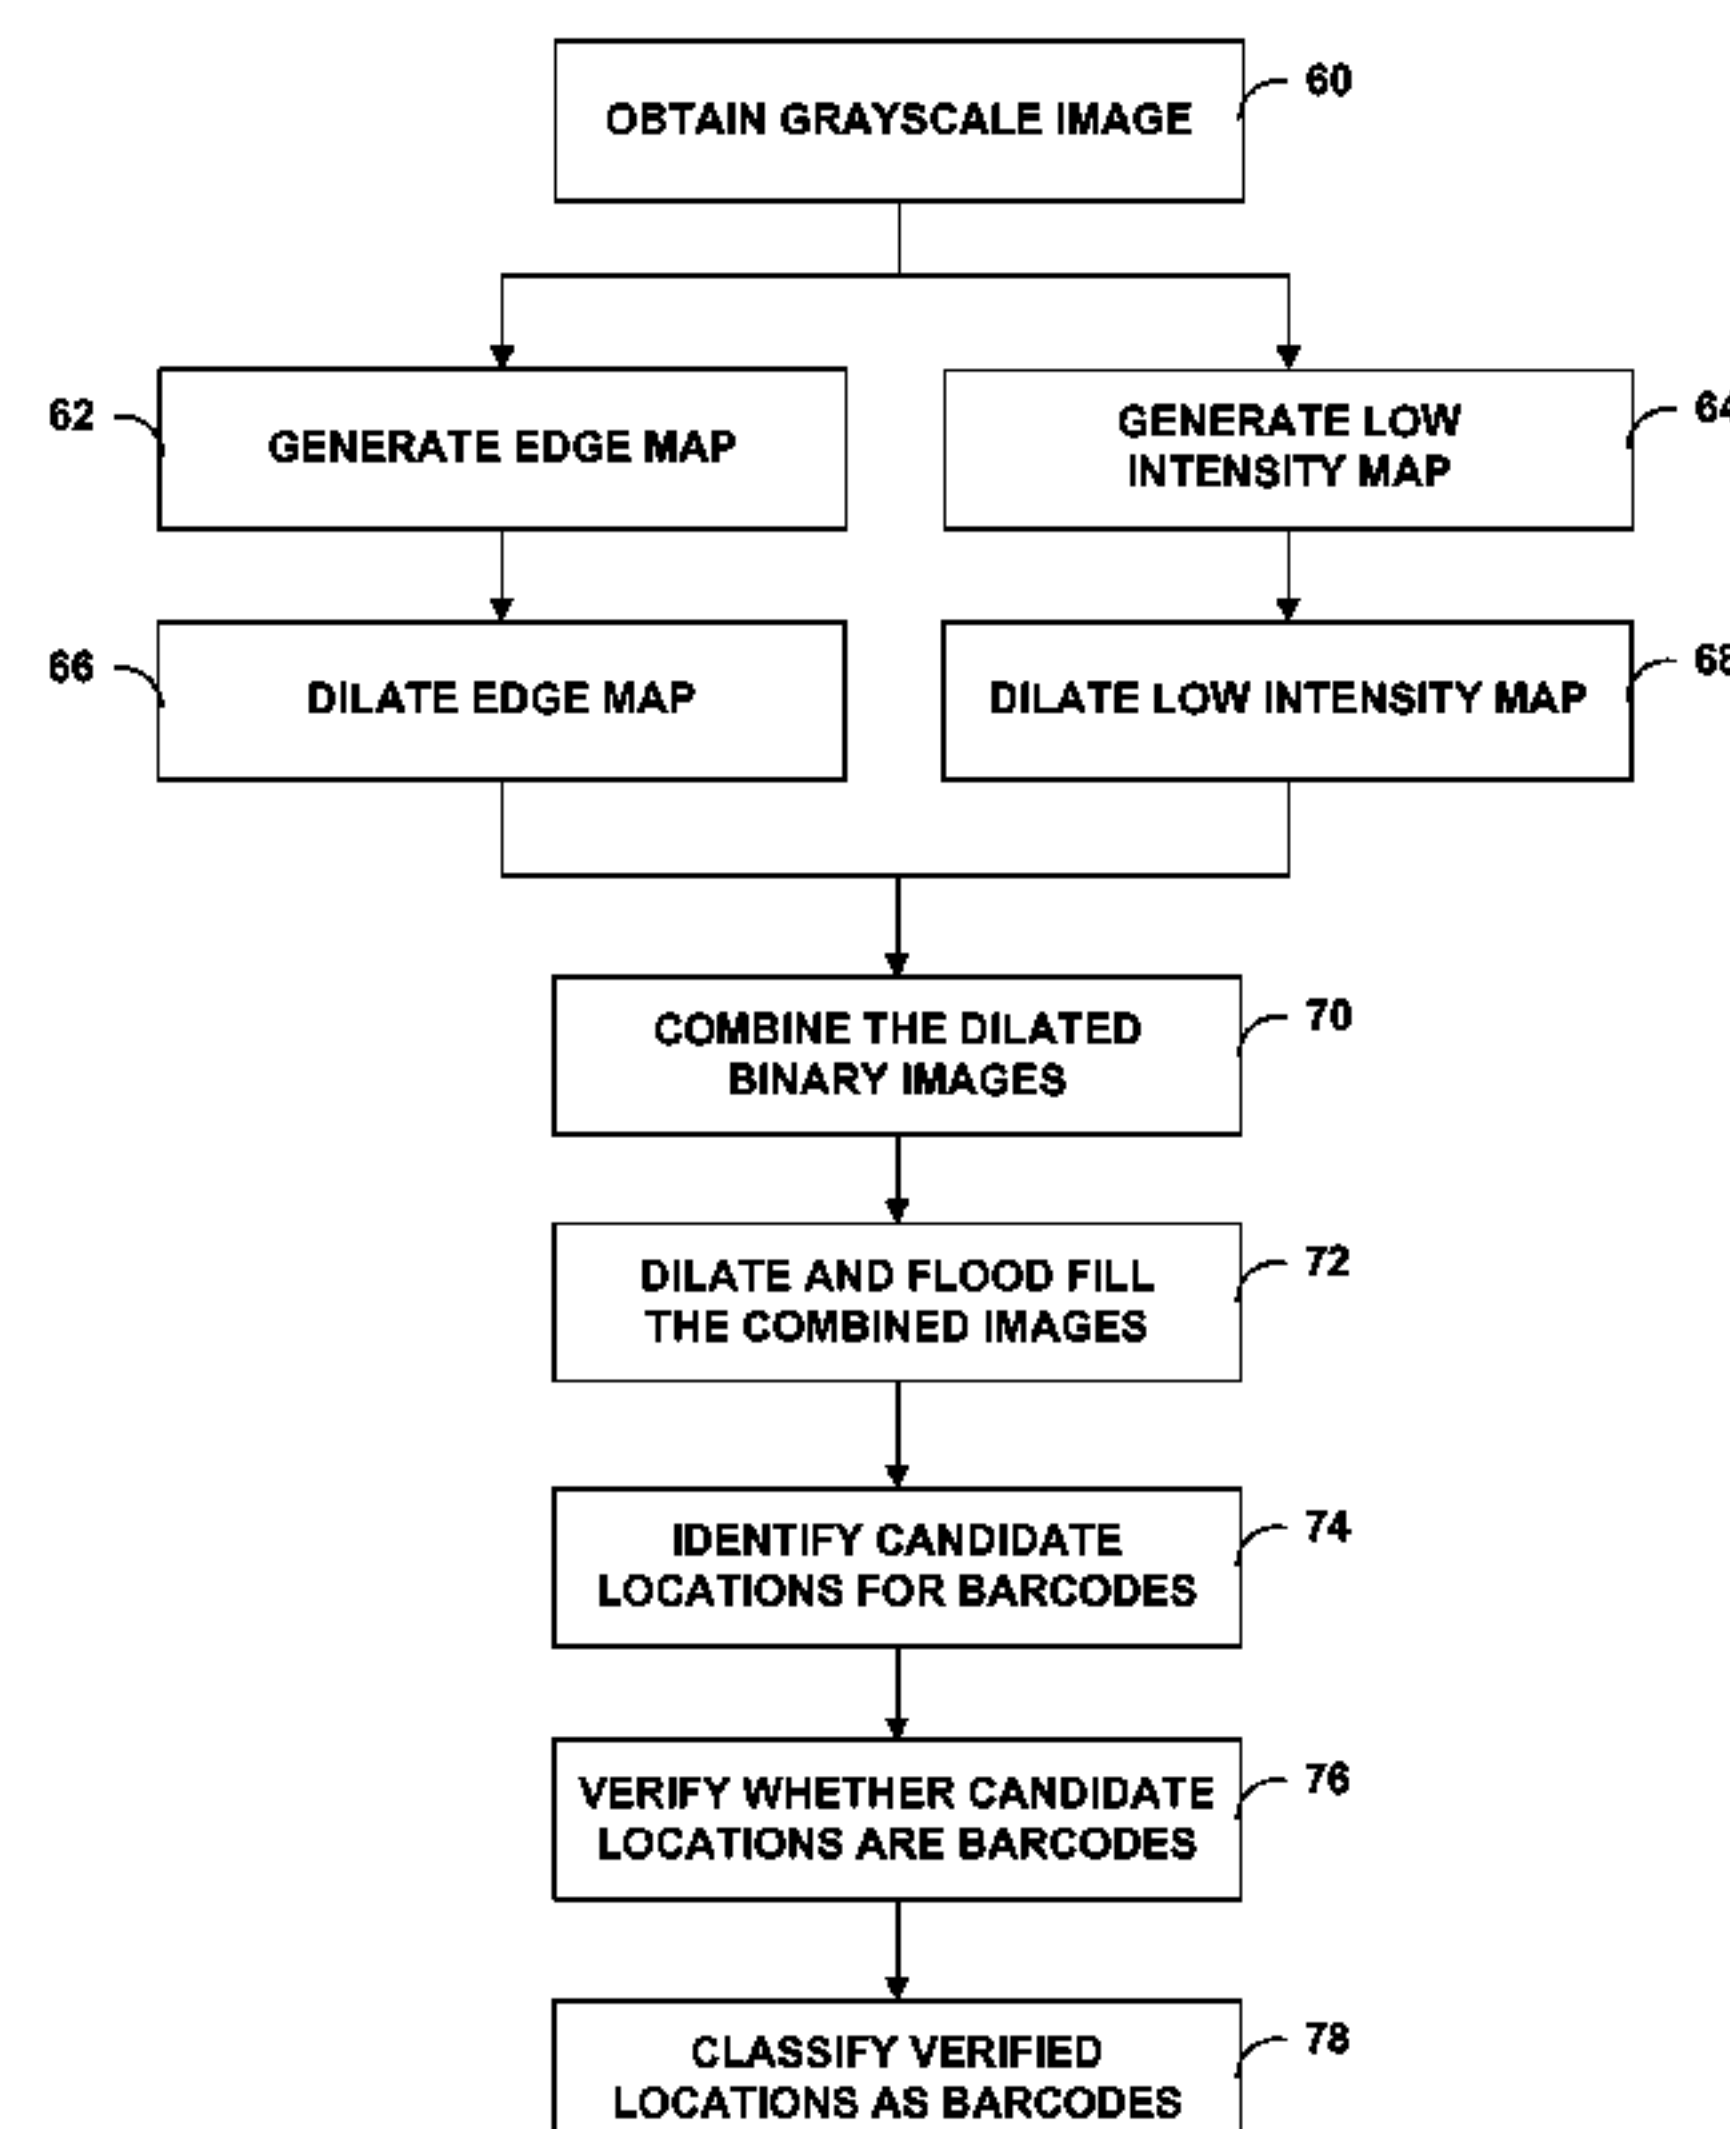 OBTAIN GRAYSCALE IMAGE
60
62
GENERATE EDGE MAP
GENERATE LOW
INTENSITY MAP
64
66
DILATE EDGE MAP
DILATE LOW INTENSITY MAP
68
COMBINE THE DILATED
BINARY IMAGES
70
DILATE AND FLOOD FILL
THE COMBINED IMAGES
72
IDENTIFY CANDIDATE
LOCATIONS FOR BARCODES
74
VERIFY WHETHER CANDIDATE
LOCATIONS ARE BARCODES
76
CLASSIFY VERIFIED
LOCATIONS AS BARCODES
78